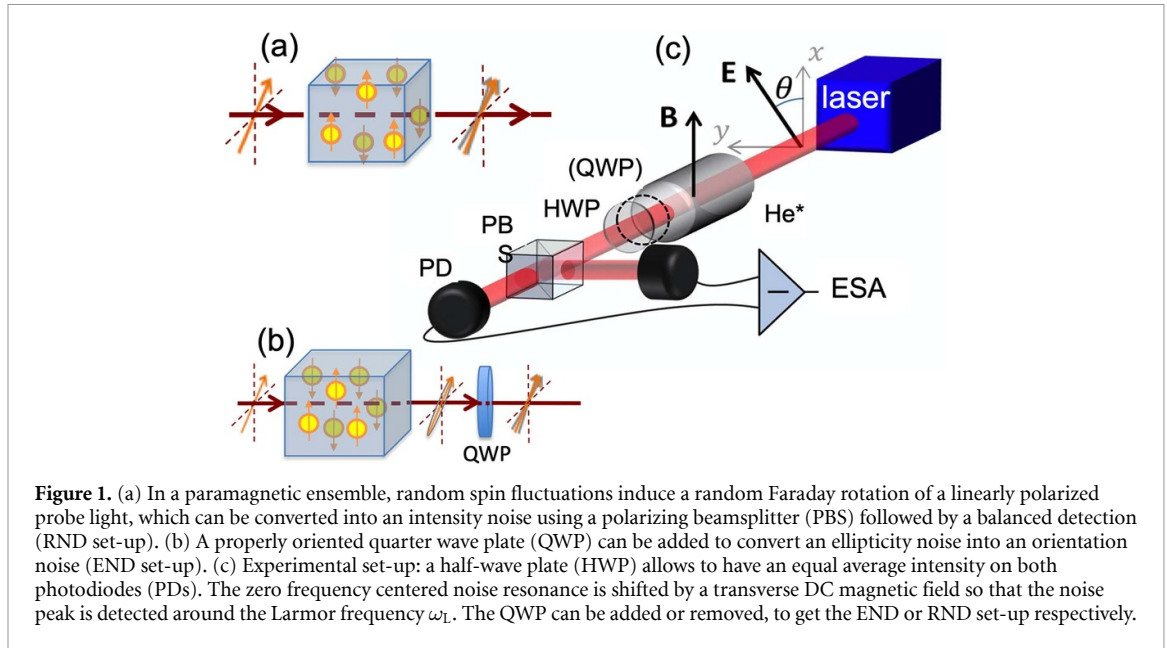 (a)
(c)
x
E
θ
laser
B
y
(QWP)
HWP
He*
PB
S
PD
ESA
(b)
QWP
Figure 1. (a) In a paramagnetic ensemble, random spin fluctuations induce a random Faraday rotation of a linearly polarized
probe light, which can be converted into an intensity noise using a polarizing beamsplitter (PBS) followed by a balanced detection
(RND set-up). (b) A properly oriented quarter wave plate (QWP) can be added to convert an ellipticity noise into an orientation
noise (END set-up). (c) Experimental set-up: a half-wave plate (HWP) allows to have an equal average intensity on both
photodiodes (PDs). The zero frequency centered noise resonance is shifted by a transverse DC magnetic field so that the noise
peak is detected around the Larmor frequency ωL. The QWP can be added or removed, to get the END or RND set-up respectively.